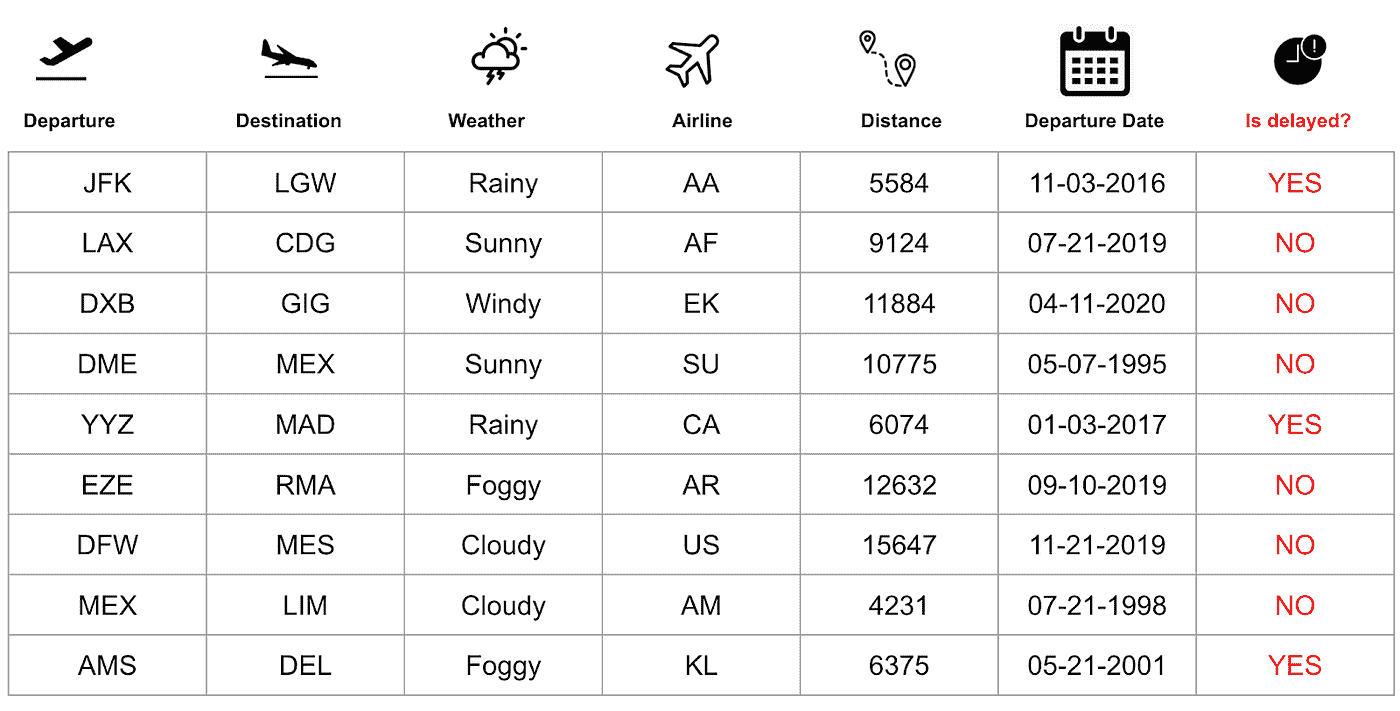 Departure Destination Weather Airline Distance Departure Date Is delayed?
JFK LGW Rainy AA 5584 11-03-2016 YES
LAX CDG Sunny AF 9124 07-21-2019 NO
DXB GIG Windy EK 11884 04-11-2020 NO
DME MEX Sunny SU 10775 05-07-1995 NO
YYZ MAD Rainy CA 6074 01-03-2017 YES
EZE RMA Foggy AR 12632 09-10-2019 NO
DFW MES Cloudy US 15647 11-21-2019 NO
MEX LIM Cloudy AM 4231 07-21-1998 NO
AMS DEL Foggy KL 6375 05-21-2001 YES